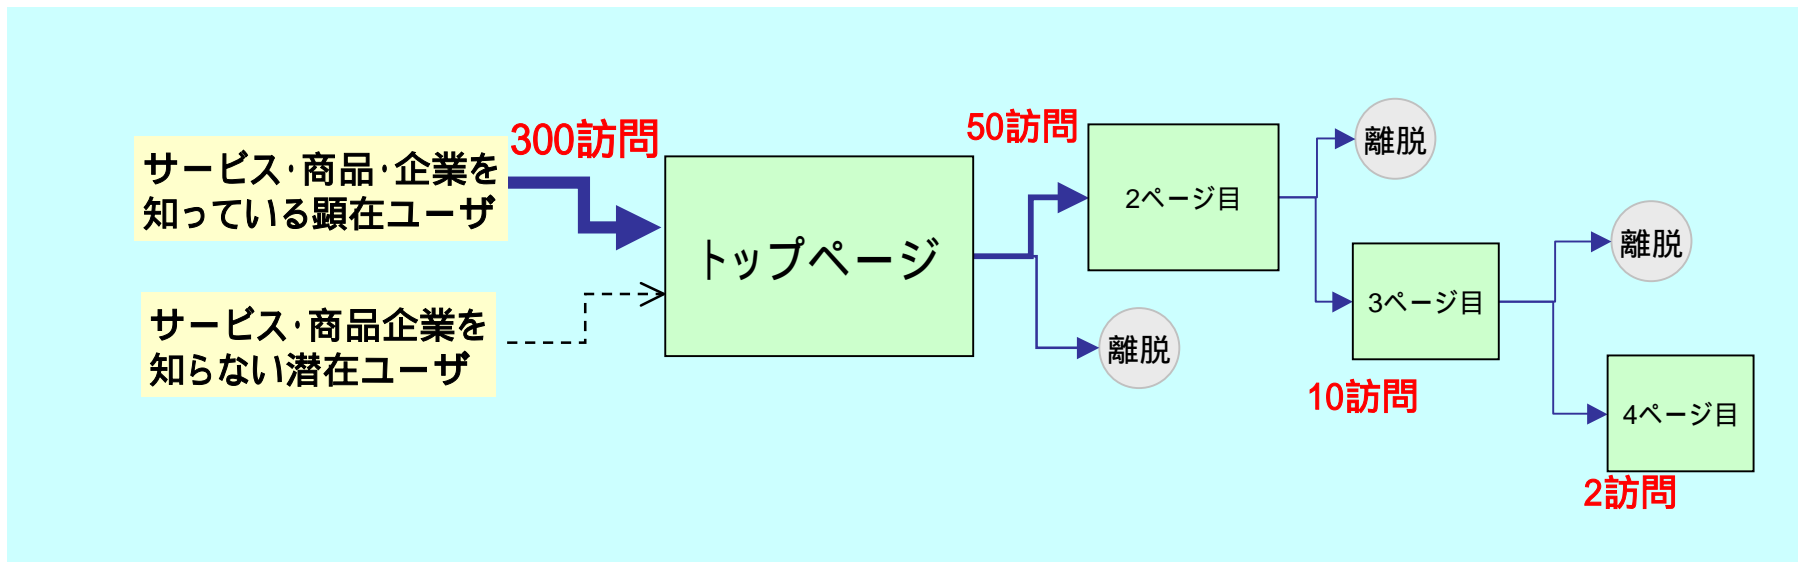 サービス・商品・企業を
知っている顕在ユーザ
300訪問
サービス・商品企業を
知らない潜在ユーザ
トップページ
50訪問
2ページ目
離脱
離脱
3ページ目
10訪問
離脱
4ページ目
2訪問